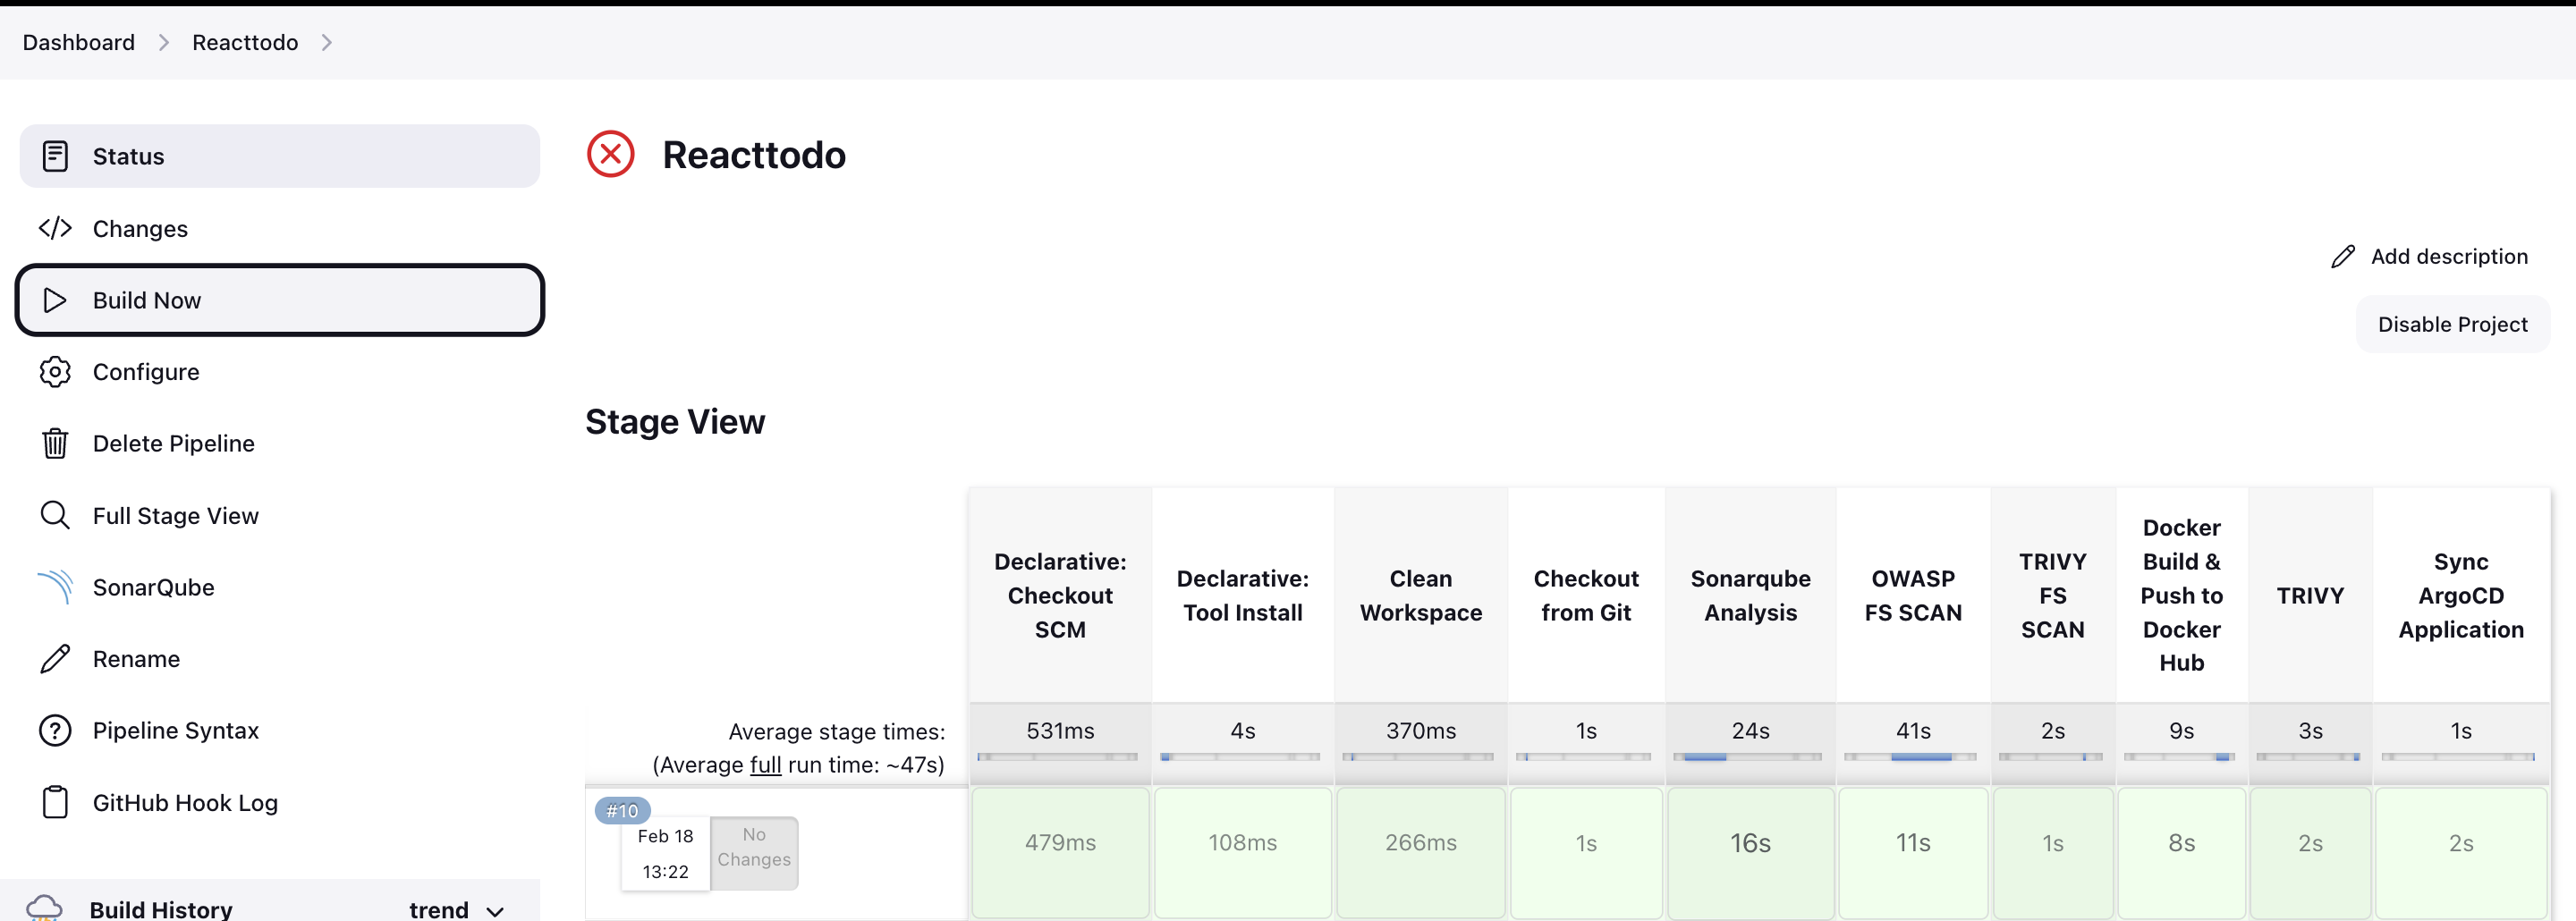 Dashboard
Reacttodo
Status
Changes
Build Now
Configure
Delete Pipeline
Full Stage View
SonarQube
Rename
Pipeline Syntax
GitHub Hook Log
Build History
trend
Reacttodo
Add description
Disable Project
Stage View
Declarative:
Checkout
SCM
Declarative:
Tool Install
Clean
Workspace
Checkout
from Git
Sonarqube
Analysis
OWASP
FS SCAN
TRIVY
FS
SCAN
Docker
Build &
Push to
Docker
Hub
TRIVY
Sync
ArgoCD
Application
Average stage times:
(Average full run time: ~47s)
531ms
4s
370ms
1s
24s
41s
2s
9s
3s
1s
#10
Feb 18
13:22
No
Changes
479ms
108ms
266ms
1s
16s
11s
1s
8s
2s
2s